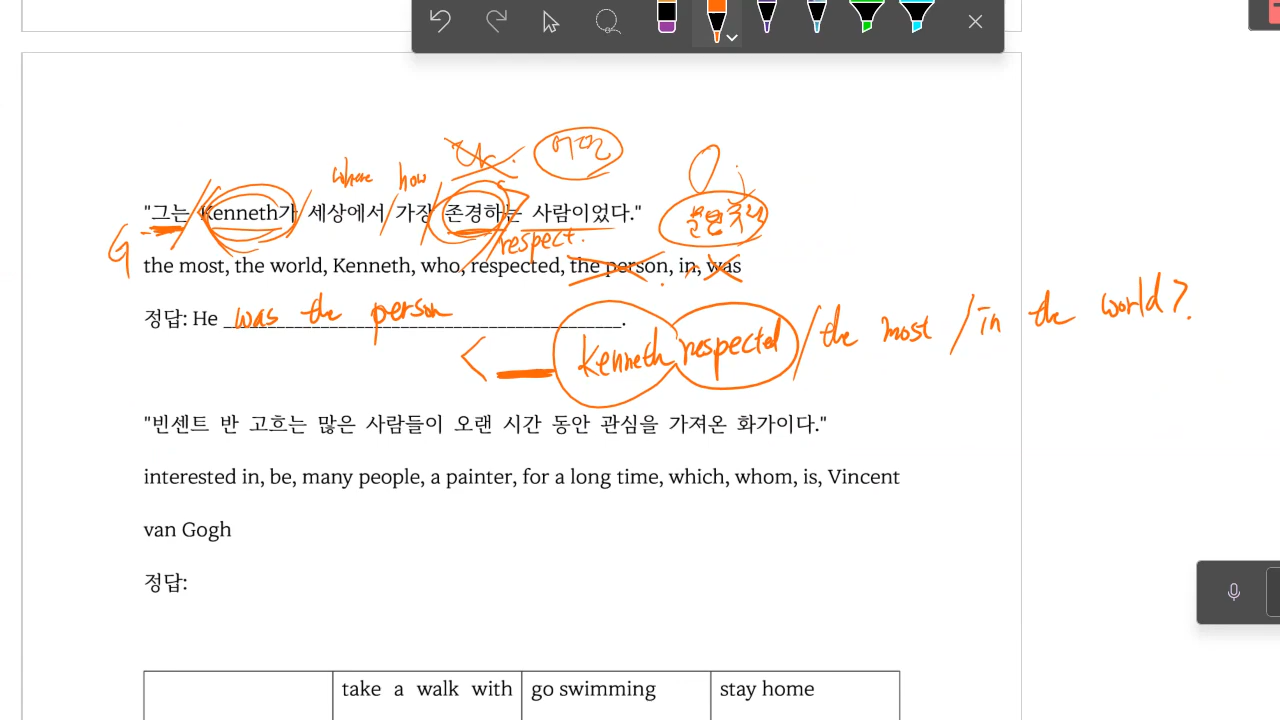 어떤
where how
"그는 Kenneth가 세상에서 가장 존경하는 사람이었다."
respect.
the most, the world, Kenneth, who, respected, the person, in, was
정답: He was the person.
Kenneth respected / the most / in the world?
"빈센트 반 고흐는 많은 사람들이 오랜 시간 동안 관심을 가져온 화가이다."
interested in, be, many people, a painter, for a long time, which, whom, is, Vincent
van Gogh
정답:
take a walk with go swimming stay home